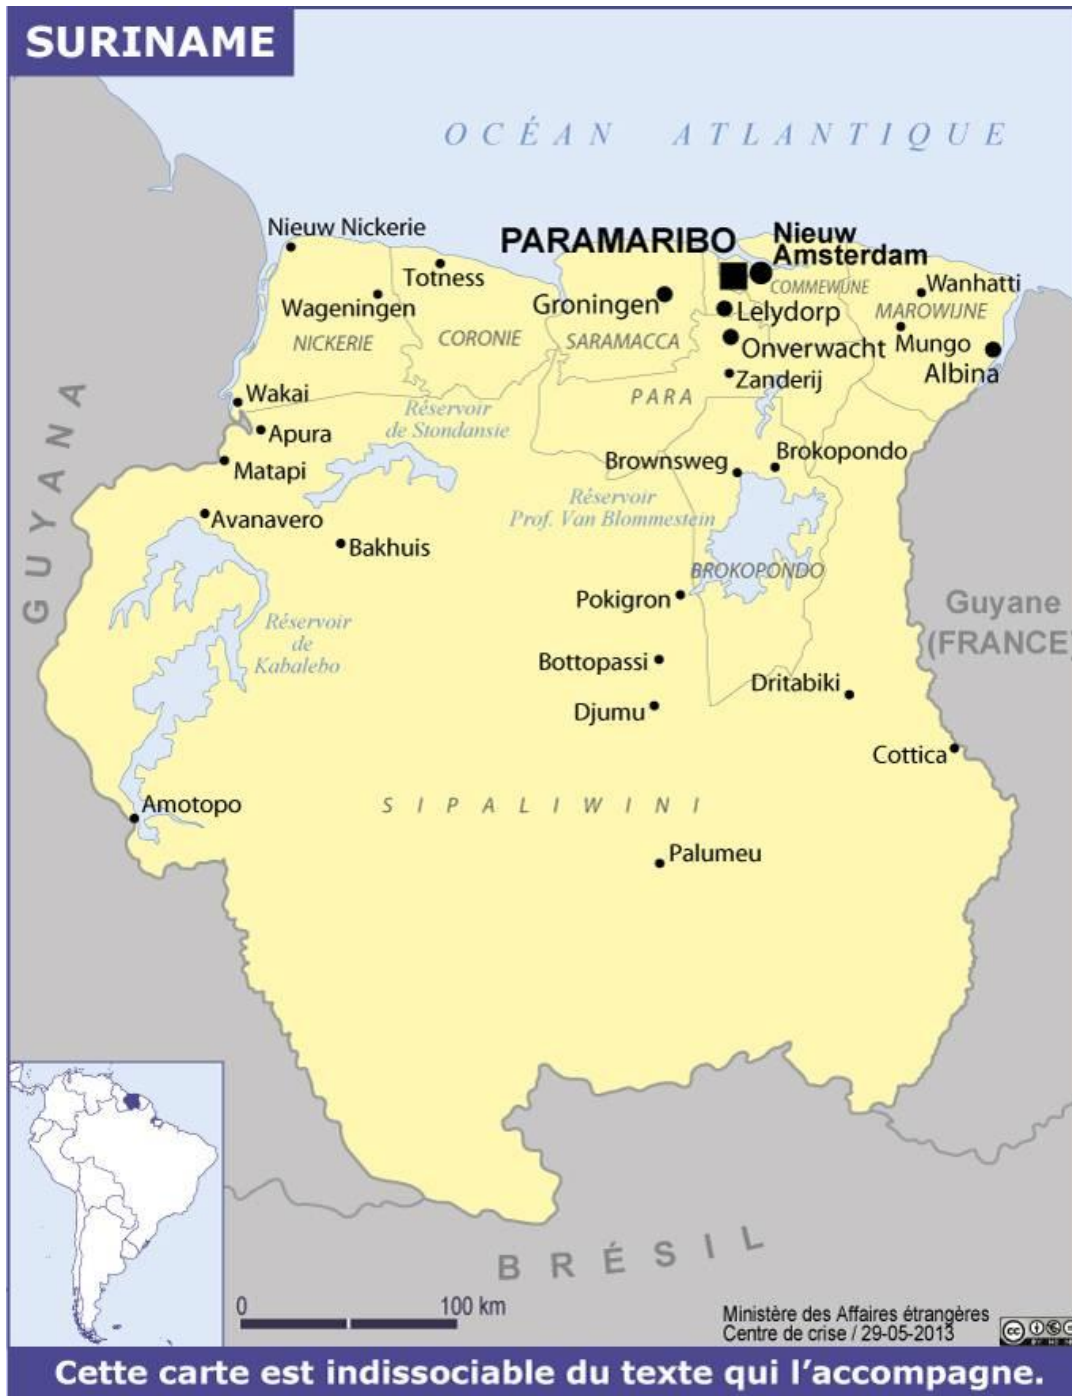 SURINAME
OCÉAN ATLANTIQUE
Nieuw Nickerie
PARAMARIBO
Nieuw
Amsterdam
Totness
Wageningen
Groningen
COMMEWIJNE
Wanhatti
NICKERIE
CORONIE
SARAMACCA
Lelydorp
MAROWIJNE
Onverwacht
Mungo
Albina
Zanderij
PARA
Wakai
Réservoir
de Stondansie
Apura
Matapi
Brownsweg
Brokopondo
GUYANA
Avanavero
Réservoir
Prof. Van Blommestein
Bakhuis
BROKOPONDO
Pokigron
Guyane
(FRANCE)
Réservoir
de
Kabalebo
Bottopassi
Dritabiki
Djumu
Cottica
Amotopo
SIPALIWINI
Palumeu
BRÉSIL
0 100 km
Ministère des Affaires étrangères
Centre de crise / 29-05-2013
Cette carte est indissociable du texte qui l'accompagne.